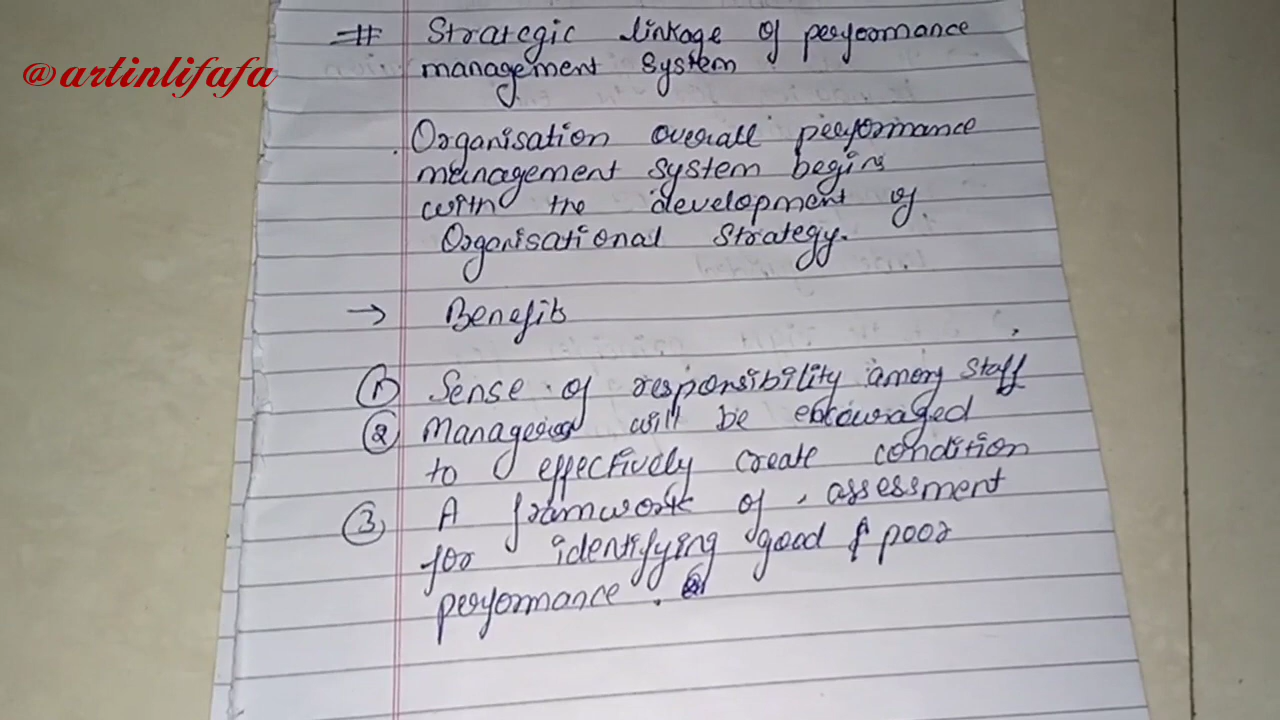 @artinlifafa
# Strategic linkage of performance
management system
Organisation overall performance
management system begins
with the development of
Organisational Strategy.
→ Benefits
① Sense of responsibility among staff
② Manageros will be encouraged
to effectively create condition
③ A framwork of assessment
for identifying good & poor
performance.